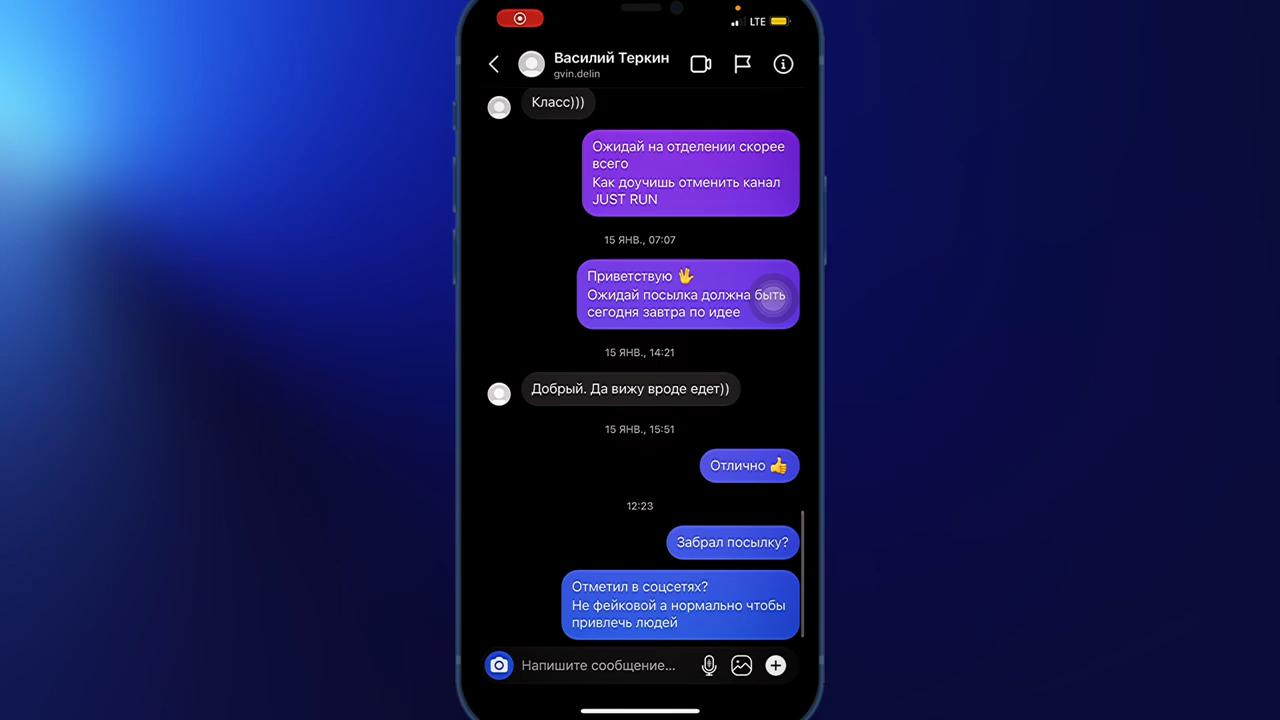 LTE
Василий Теркин
gvin.delin
Класс)))
Ожидай на отделении скорее
всего
Как доучишь отменить канал
JUST RUN
15 ЯНВ., 07:07
Приветствую 🖖
Ожидай посылка должна быть
сегодня завтра по идее
15 ЯНВ., 14:21
Добрый. Да вижу вроде едет))
15 ЯНВ., 15:51
Отлично 👍
12:23
Забрал посылку?
Отметил в соцсетях?
Не фейковой а нормально чтобы
привлечь людей
Напишите сообщение...